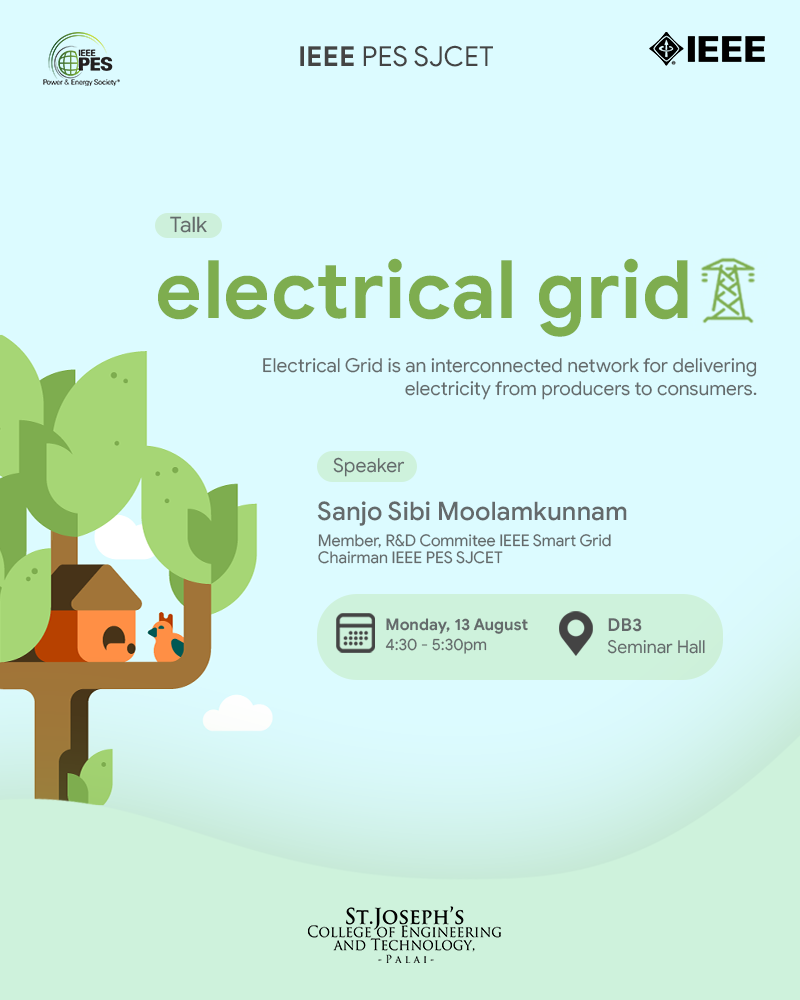 IEEE
PES
Power & Energy Society®
IEEE PES SJCET
IEEE
Talk
electrical grid
Electrical Grid is an interconnected network for delivering
electricity from producers to consumers.
Speaker
Sanjo Sibi Moolamkunnam
Member, R&D Commitee IEEE Smart Grid
Chairman IEEE PES SJCET
Monday, 13 August
4:30 - 5:30pm
DB3
Seminar Hall
St.Joseph's
College of Engineering
and Technology,
-Palai-